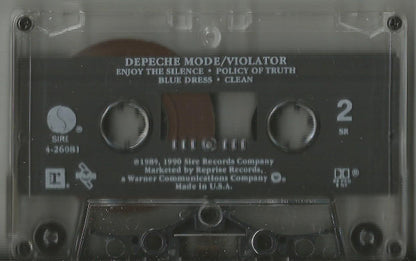 DEPECHE MODE/VIOLATOR
ENJOY THE SILENCE • POLICY OF TRUTH
BLUE DRESS • CLEAN
SIRE
4-26081
2
SR
©1989, 1990 Sire Records Company
Marketed by Reprise Records,
a Warner Communications Company
Made in U.S.A.